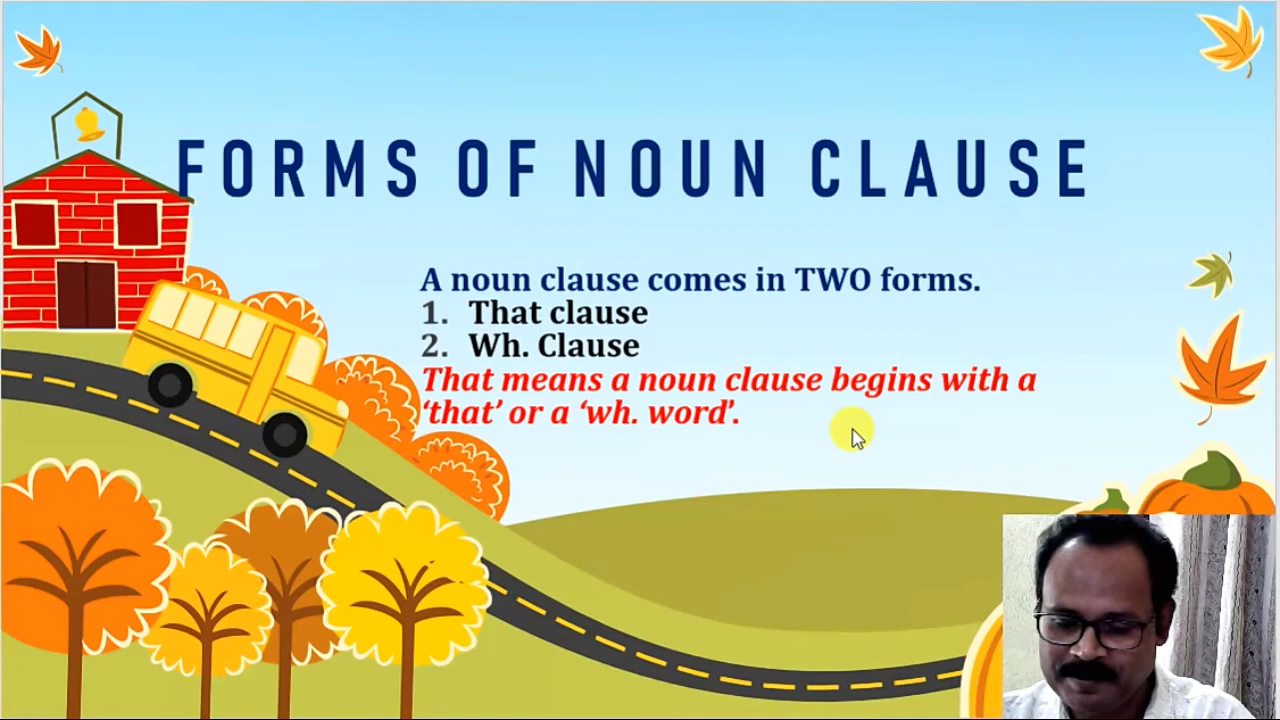 FORMS OF NOUN CLAUSE
A noun clause comes in TWO forms.
1. That clause
2. Wh. Clause
That means a noun clause begins with a
‘that’ or a ‘wh. word’.